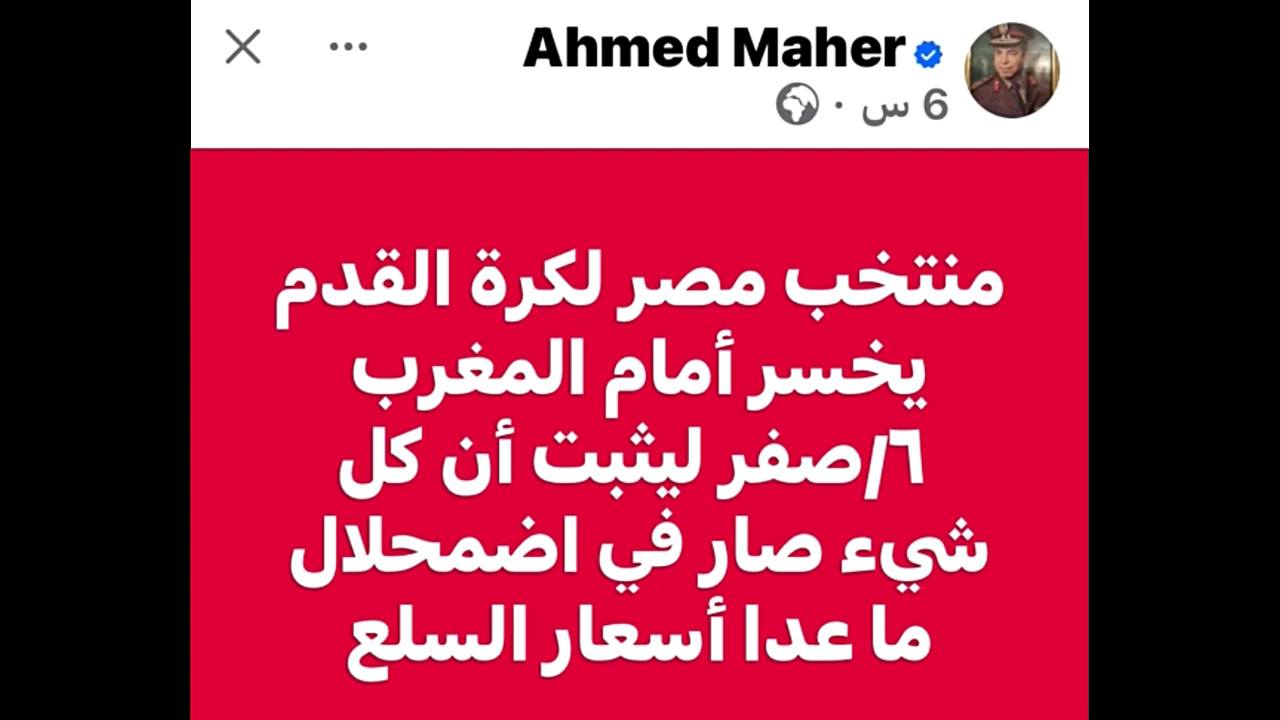 Ahmed Maher
6 س ·
منتخب مصر لكرة القدم
يخسر أمام المغرب
٦/صفر ليثبت أن كل
شيء صار في اضمحلال
ما عدا أسعار السلع